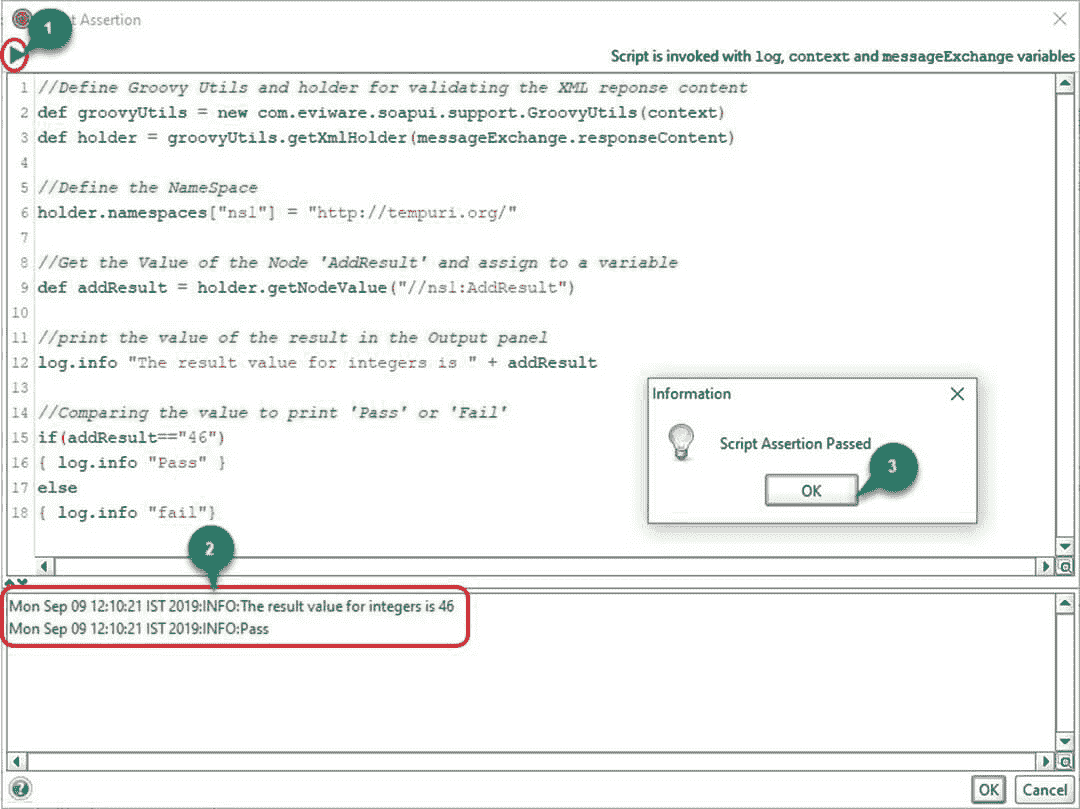 1
pt Assertion
Script is invoked with log, context and messageExchange variables
1 //Define Groovy Utils and holder for validating the XML reponse content
2 def groovyUtils = new com.eviware.soapui.support.GroovyUtils(context)
3 def holder = groovyUtils.getXmlHolder(messageExchange.responseContent)
4
5 //Define the NameSpace
6 holder.namespaces["ns1"] = "http://tempuri.org/"
7
8 //Get the Value of the Node 'AddResult' and assign to a variable
9 def addResult = holder.getNodeValue("//ns1:AddResult")
10
11 //print the value of the result in the Output panel
12 log.info "The result value for integers is " + addResult
13
14 //Comparing the value to print 'Pass' or 'Fail'
15 if(addResult=="46")
16 { log.info "Pass" }
17 else
18 { log.info "fail"}
Information
Script Assertion Passed
3
OK
2
Mon Sep 09 12:10:21 IST 2019:INFO:The result value for integers is 46
Mon Sep 09 12:10:21 IST 2019:INFO:Pass
?
OK
Cancel